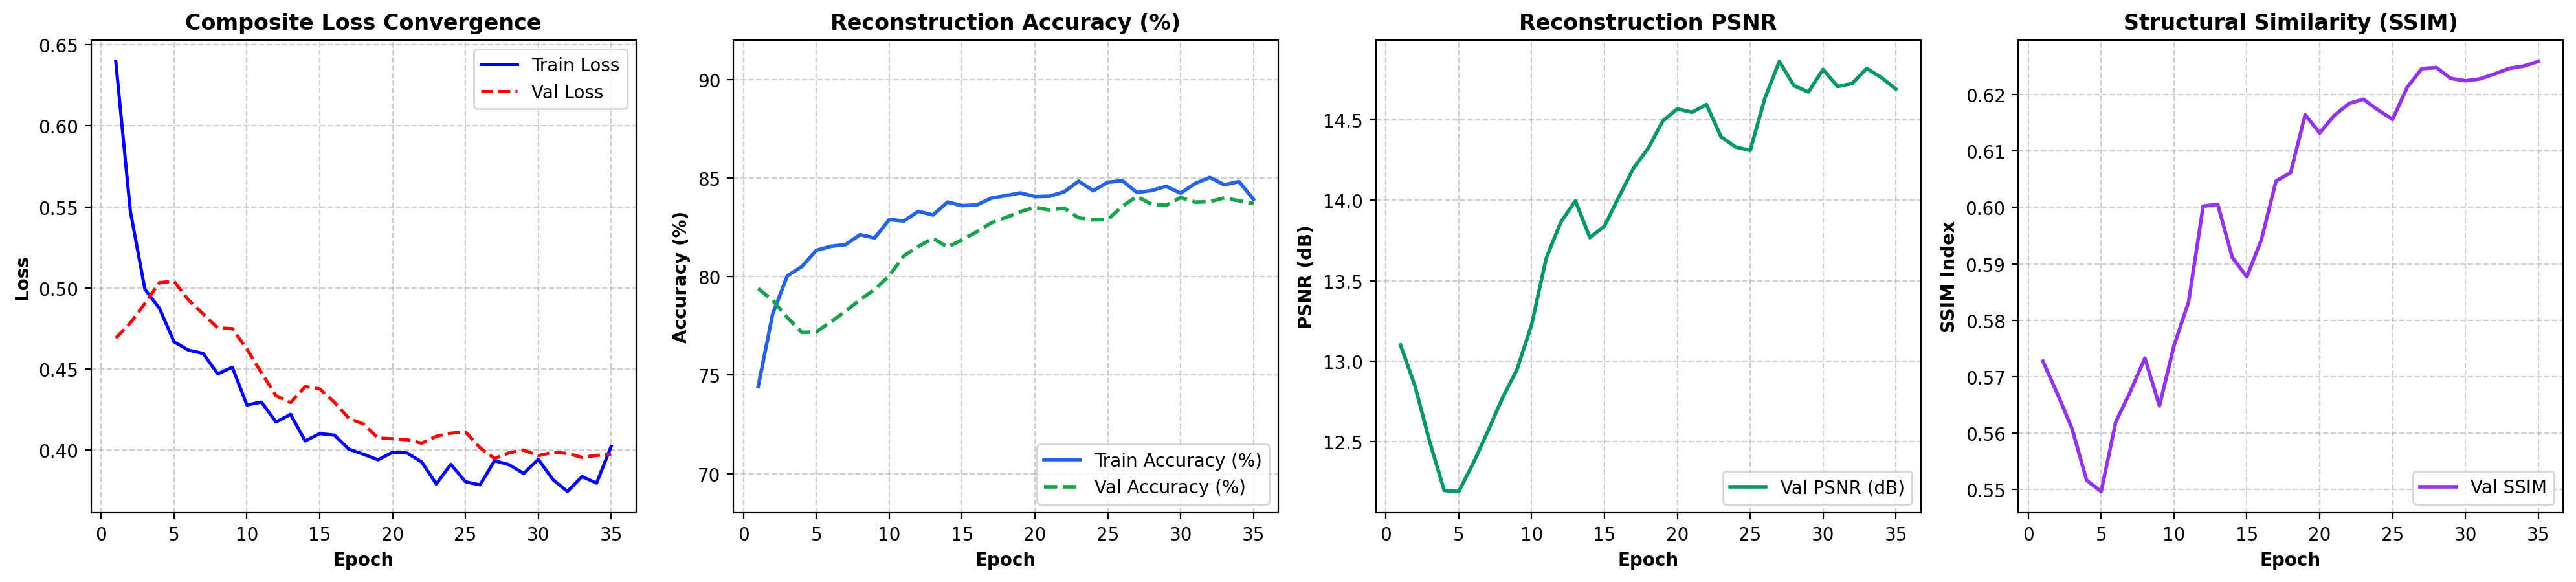 Composite Loss Convergence
0.65
0.60
0.55
0.50
0.45
0.40
Loss
Train Loss
Val Loss
0 5 10 15 20 25 30 35
Epoch
Reconstruction Accuracy (%)
90
85
80
75
70
Accuracy (%)
Train Accuracy (%)
Val Accuracy (%)
0 5 10 15 20 25 30 35
Epoch
Reconstruction PSNR
14.5
14.0
13.5
13.0
12.5
PSNR (dB)
Val PSNR (dB)
0 5 10 15 20 25 30 35
Epoch
Structural Similarity (SSIM)
0.62
0.61
0.60
0.59
0.58
0.57
0.56
0.55
SSIM Index
Val SSIM
0 5 10 15 20 25 30 35
Epoch